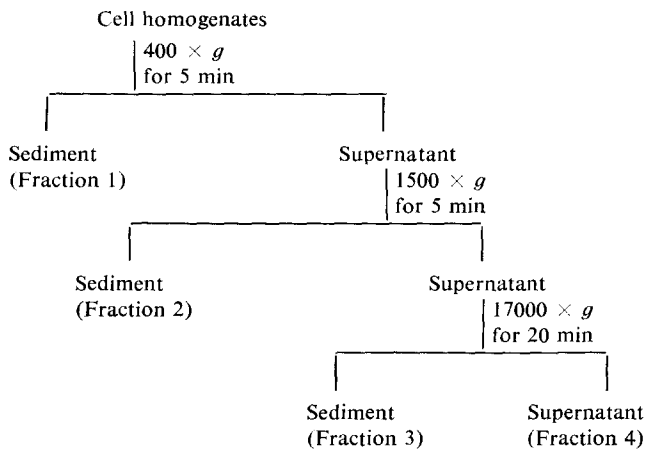 Cell homogenates
400 × g
for 5 min
Sediment
(Fraction 1)
Supernatant
1500 × g
for 5 min
Sediment
(Fraction 2)
Supernatant
17000 × g
for 20 min
Sediment
(Fraction 3)
Supernatant
(Fraction 4)